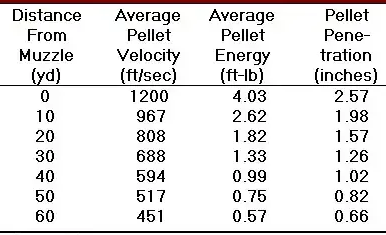 Distance Average Average Pellet
From Pellet Pellet Pene-
Muzzle Velocity Energy tration
(yd) (ft/sec) (ft-lb) (inches)
0 1200 4.03 2.57
10 967 2.62 1.98
20 808 1.82 1.57
30 688 1.33 1.26
40 594 0.99 1.02
50 517 0.75 0.82
60 451 0.57 0.66